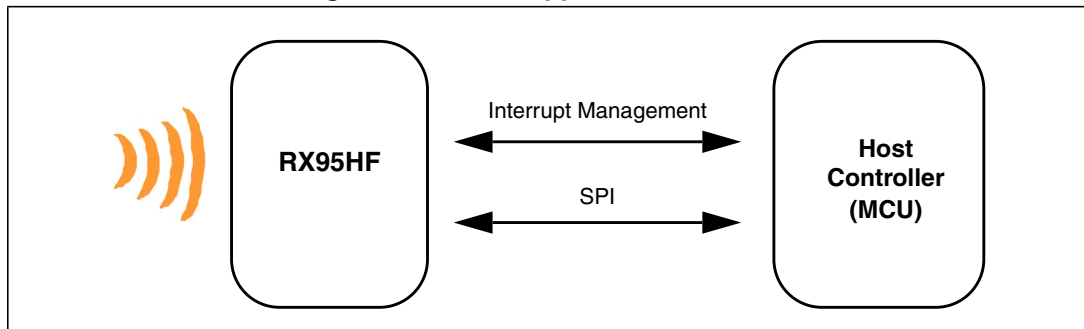 Interrupt Management
RX95HF
SPI
Host
Controller
(MCU)